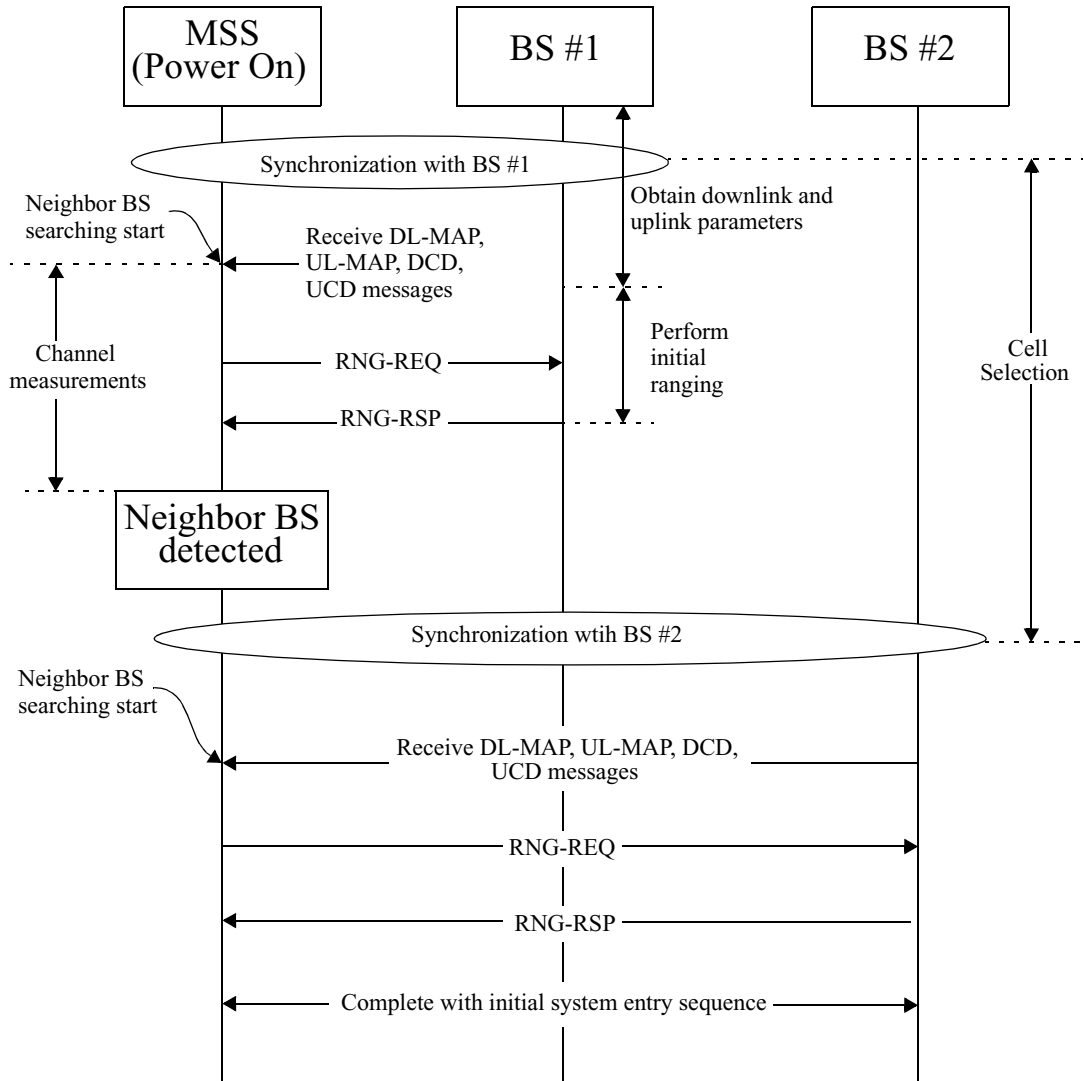 MSS
(Power On)
BS #1
BS #2
Synchronization with BS #1
Obtain downlink and
uplink parameters
Neighbor BS
searching start
Receive DL-MAP,
UL-MAP, DCD,
UCD messages
Channel
measurements
RNG-REQ
Perform
initial
ranging
Cell
Selection
RNG-RSP
Neighbor BS
detected
Synchronization wtih BS #2
Neighbor BS
searching start
Receive DL-MAP, UL-MAP, DCD,
UCD messages
RNG-REQ
RNG-RSP
Complete with initial system entry sequence